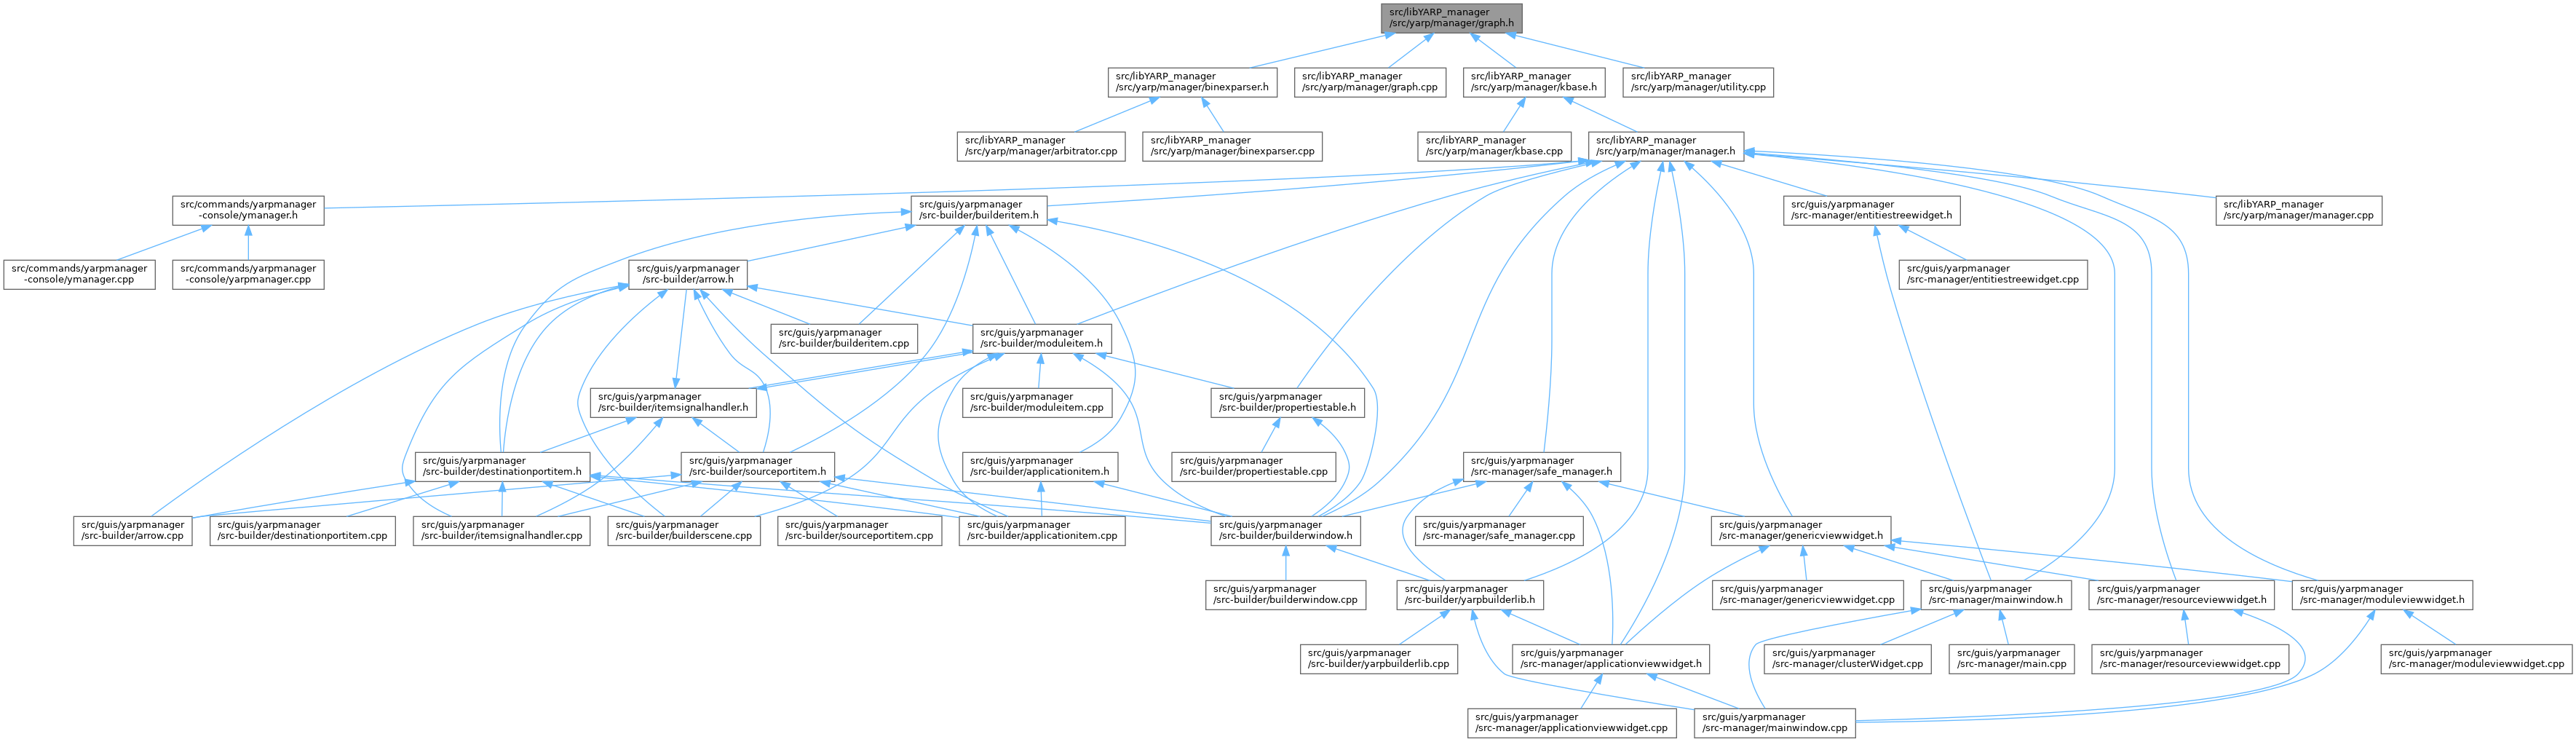 src/libYARP_manager
/src/yarp/manager/graph.h
src/libYARP_manager
/src/yarp/manager/binexparser.h
src/libYARP_manager
/src/yarp/manager/graph.cpp
src/libYARP_manager
/src/yarp/manager/kbase.h
src/libYARP_manager
/src/yarp/manager/utility.cpp
src/libYARP_manager
/src/yarp/manager/arbitrator.cpp
src/libYARP_manager
/src/yarp/manager/binexparser.cpp
src/libYARP_manager
/src/yarp/manager/kbase.cpp
src/libYARP_manager
/src/yarp/manager/manager.h
src/commands/yarpmanager
-console/ymanager.h
src/guis/yarpmanager
/src-builder/builderitem.h
src/guis/yarpmanager
/src-manager/entitiestreewidget.h
src/libYARP_manager
/src/yarp/manager/manager.cpp
src/commands/yarpmanager
-console/ymanager.cpp
src/commands/yarpmanager
-console/yarpmanager.cpp
src/guis/yarpmanager
/src-builder/arrow.h
src/guis/yarpmanager
/src-manager/entitiestreewidget.cpp
src/guis/yarpmanager
/src-builder/builderitem.cpp
src/guis/yarpmanager
/src-builder/moduleitem.h
src/guis/yarpmanager
/src-builder/itemsignalhandler.h
src/guis/yarpmanager
/src-builder/moduleitem.cpp
src/guis/yarpmanager
/src-builder/propertiestable.h
src/guis/yarpmanager
/src-builder/destinationportitem.h
src/guis/yarpmanager
/src-builder/sourceportitem.h
src/guis/yarpmanager
/src-builder/applicationitem.h
src/guis/yarpmanager
/src-builder/propertiestable.cpp
src/guis/yarpmanager
/src-manager/safe_manager.h
src/guis/yarpmanager
/src-builder/arrow.cpp
src/guis/yarpmanager
/src-builder/destinationportitem.cpp
src/guis/yarpmanager
/src-builder/itemsignalhandler.cpp
src/guis/yarpmanager
/src-builder/builderscene.cpp
src/guis/yarpmanager
/src-builder/sourceportitem.cpp
src/guis/yarpmanager
/src-builder/applicationitem.cpp
src/guis/yarpmanager
/src-builder/builderwindow.h
src/guis/yarpmanager
/src-manager/safe_manager.cpp
src/guis/yarpmanager
/src-manager/genericviewwidget.h
src/guis/yarpmanager
/src-builder/builderwindow.cpp
src/guis/yarpmanager
/src-builder/yarpbuilderlib.h
src/guis/yarpmanager
/src-manager/genericviewwidget.cpp
src/guis/yarpmanager
/src-manager/mainwindow.h
src/guis/yarpmanager
/src-manager/resourceviewwidget.h
src/guis/yarpmanager
/src-manager/moduleviewwidget.h
src/guis/yarpmanager
/src-builder/yarpbuilderlib.cpp
src/guis/yarpmanager
/src-manager/applicationviewwidget.h
src/guis/yarpmanager
/src-manager/clusterWidget.cpp
src/guis/yarpmanager
/src-manager/main.cpp
src/guis/yarpmanager
/src-manager/resourceviewwidget.cpp
src/guis/yarpmanager
/src-manager/moduleviewwidget.cpp
src/guis/yarpmanager
/src-manager/applicationviewwidget.cpp
src/guis/yarpmanager
/src-manager/mainwindow.cpp